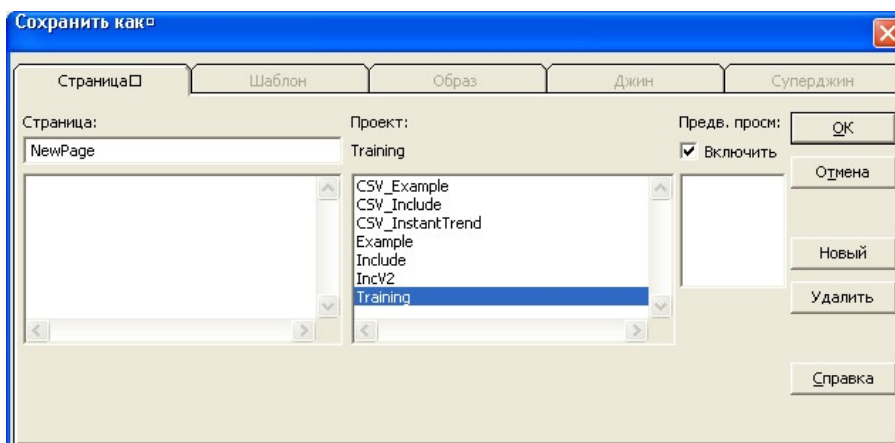 Сохранить как¤
Страница□
Шаблон
Образ
Джин
Суперджин
Страница:
Проект:
Предв. просм:
NewPage
Training
Включить
CSV_Example
CSV_Include
CSV_InstantTrend
Example
Include
IncV2
Training
OK
Отмена
Новый
Удалить
Справка